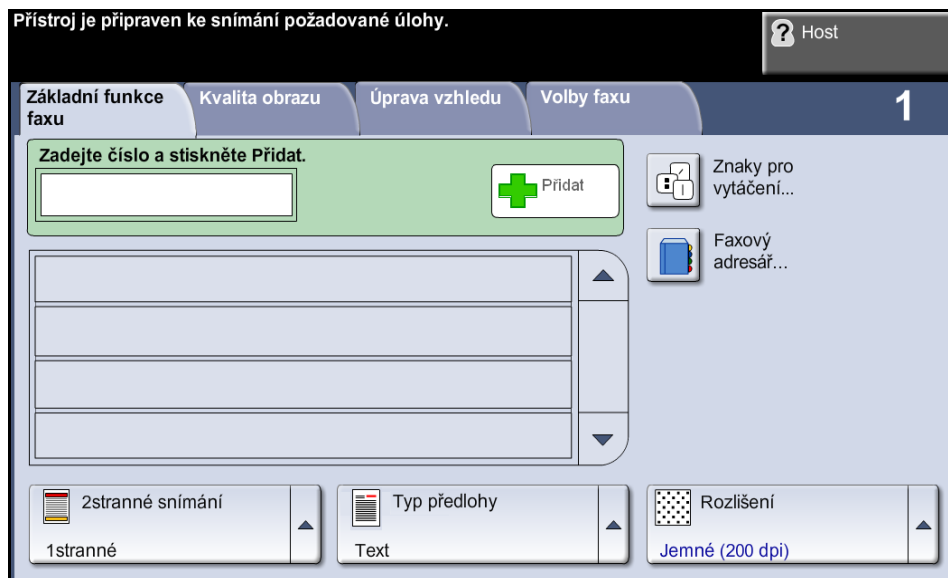 Přístroj je připraven ke snímání požadované úlohy.
? Host
Základní funkce
faxu
Kvalita obrazu
Úprava vzhledu
Volby faxu
1
Zadejte číslo a stiskněte Přidat.
Přidat
Znaky pro
vytáčení...
Faxový
adresář...
2stranné snímání
1stranné
Typ předlohy
Text
Rozlišení
Jemné (200 dpi)